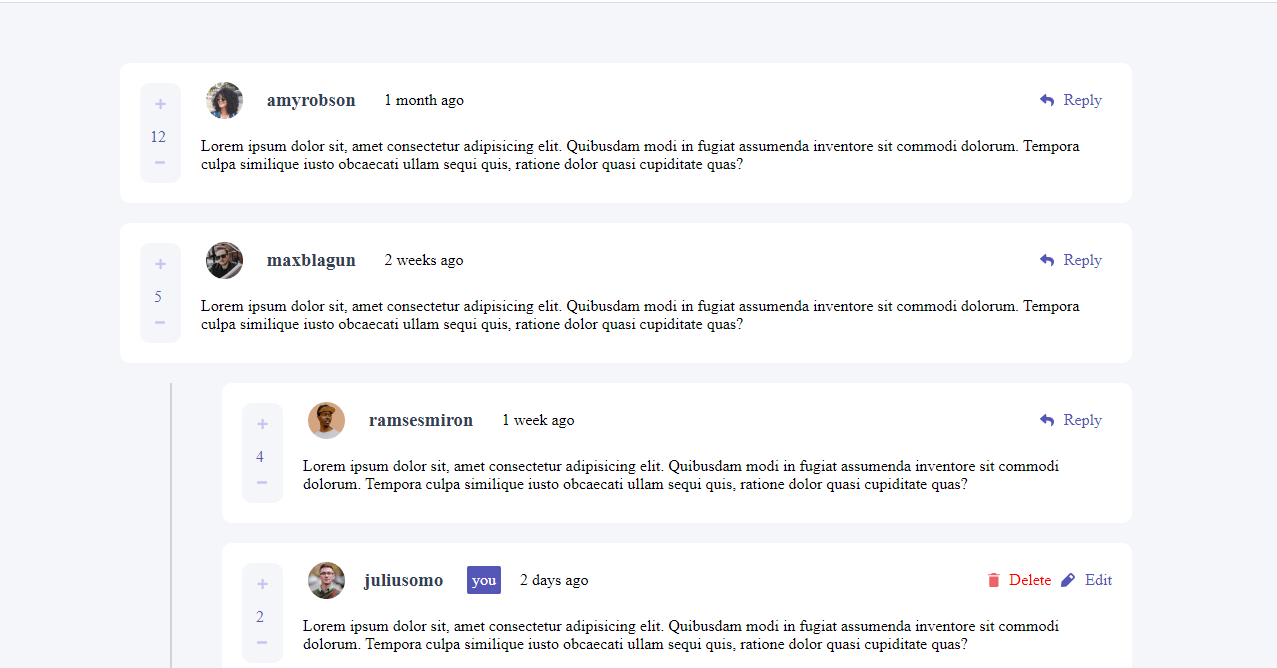 +
amyrobson 1 month ago Reply
12
Lorem ipsum dolor sit, amet consectetur adipisicing elit. Quibusdam modi in fugiat assumenda inventore sit commodi dolorum. Tempora
−
culpa similique iusto obcaecati ullam sequi quis, ratione dolor quasi cupiditate quas?
+
maxblagun 2 weeks ago Reply
5
Lorem ipsum dolor sit, amet consectetur adipisicing elit. Quibusdam modi in fugiat assumenda inventore sit commodi dolorum. Tempora
−
culpa similique iusto obcaecati ullam sequi quis, ratione dolor quasi cupiditate quas?
+
ramsesmiron 1 week ago Reply
4
Lorem ipsum dolor sit, amet consectetur adipisicing elit. Quibusdam modi in fugiat assumenda inventore sit commodi
−
dolorum. Tempora culpa similique iusto obcaecati ullam sequi quis, ratione dolor quasi cupiditate quas?
+
juliusomo you 2 days ago Delete Edit
2
Lorem ipsum dolor sit, amet consectetur adipisicing elit. Quibusdam modi in fugiat assumenda inventore sit commodi
−
dolorum. Tempora culpa similique iusto obcaecati ullam sequi quis, ratione dolor quasi cupiditate quas?